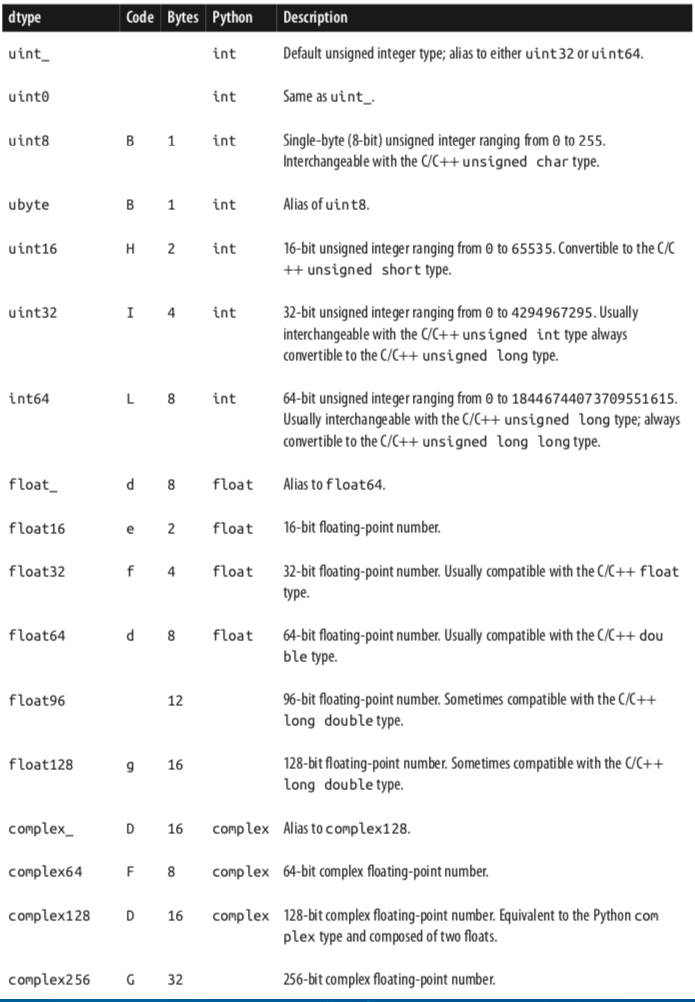 dtype Code Bytes Python Description
uint_ int Default unsigned integer type; alias to either uint32 or uint64.
uint0 int Same as uint_.
uint8 B 1 int Single-byte (8-bit) unsigned integer ranging from 0 to 255.
Interchangeable with the C/C++ unsigned char type.
ubyte B 1 int Alias of uint8.
uint16 H 2 int 16-bit unsigned integer ranging from 0 to 65535. Convertible to the C/C
++ unsigned short type.
uint32 I 4 int 32-bit unsigned integer ranging from 0 to 4294967295. Usually
interchangeable with the C/C++ unsigned int type always
convertible to the C/C++ unsigned long type.
int64 L 8 int 64-bit unsigned integer ranging from 0 to 18446744073709551615.
Usually interchangeable with the C/C++ unsigned long type; always
convertible to the C/C++ unsigned long long type.
float_ d 8 float Alias to float64.
float16 e 2 float 16-bit floating-point number.
float32 f 4 float 32-bit floating-point number. Usually compatible with the C/C++ float
type.
float64 d 8 float 64-bit floating-point number. Usually compatible with the C/C++ dou
ble type.
float96 12 96-bit floating-point number. Sometimes compatible with the C/C++
long double type.
float128 g 16 128-bit floating-point number. Sometimes compatible with the C/C++
long double type.
complex_ D 16 complex Alias to complex128.
complex64 F 8 complex 64-bit complex floating-point number.
complex128 D 16 complex 128-bit complex floating-point number. Equivalent to the Python com
plex type and composed of two floats.
complex256 G 32 256-bit complex floating-point number.